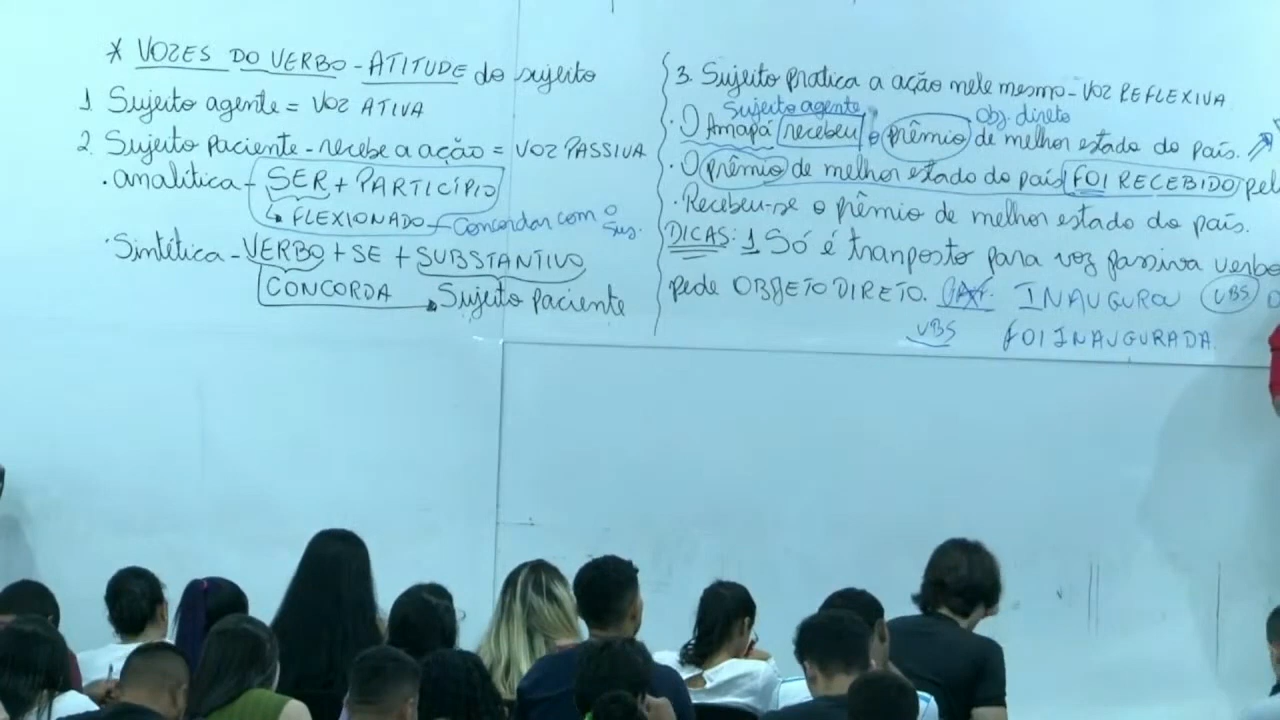 * VOZES DO VERBO - ATITUDE do sujeito
1 Sujeito agente = VOZ ATIVA
2. Sujeito paciente - recebe a ação = VOZ PASSIVA
· analítica - SER + PARTICÍPIO
FLEXIONADO - Concordar com o suj.
· Sintética - VERBO + SE + SUBSTANTIVO
CONCORDA Sujeito paciente
3. Sujeito pratica a ação nele mesmo - VOZ REFLEXIVA
Sujeito agente obj. direto
· O Amapá recebeu o prêmio de melhor estado do país.
· O prêmio de melhor estado do país FOI RECEBIDO pel
· Recebeu-se o prêmio de melhor estado do país.
DICAS: 1 Só é transposto para voz passiva verbo
pede OBJETO DIRETO. INAUGUROU UBS
UBS FOI INAUGURADA.